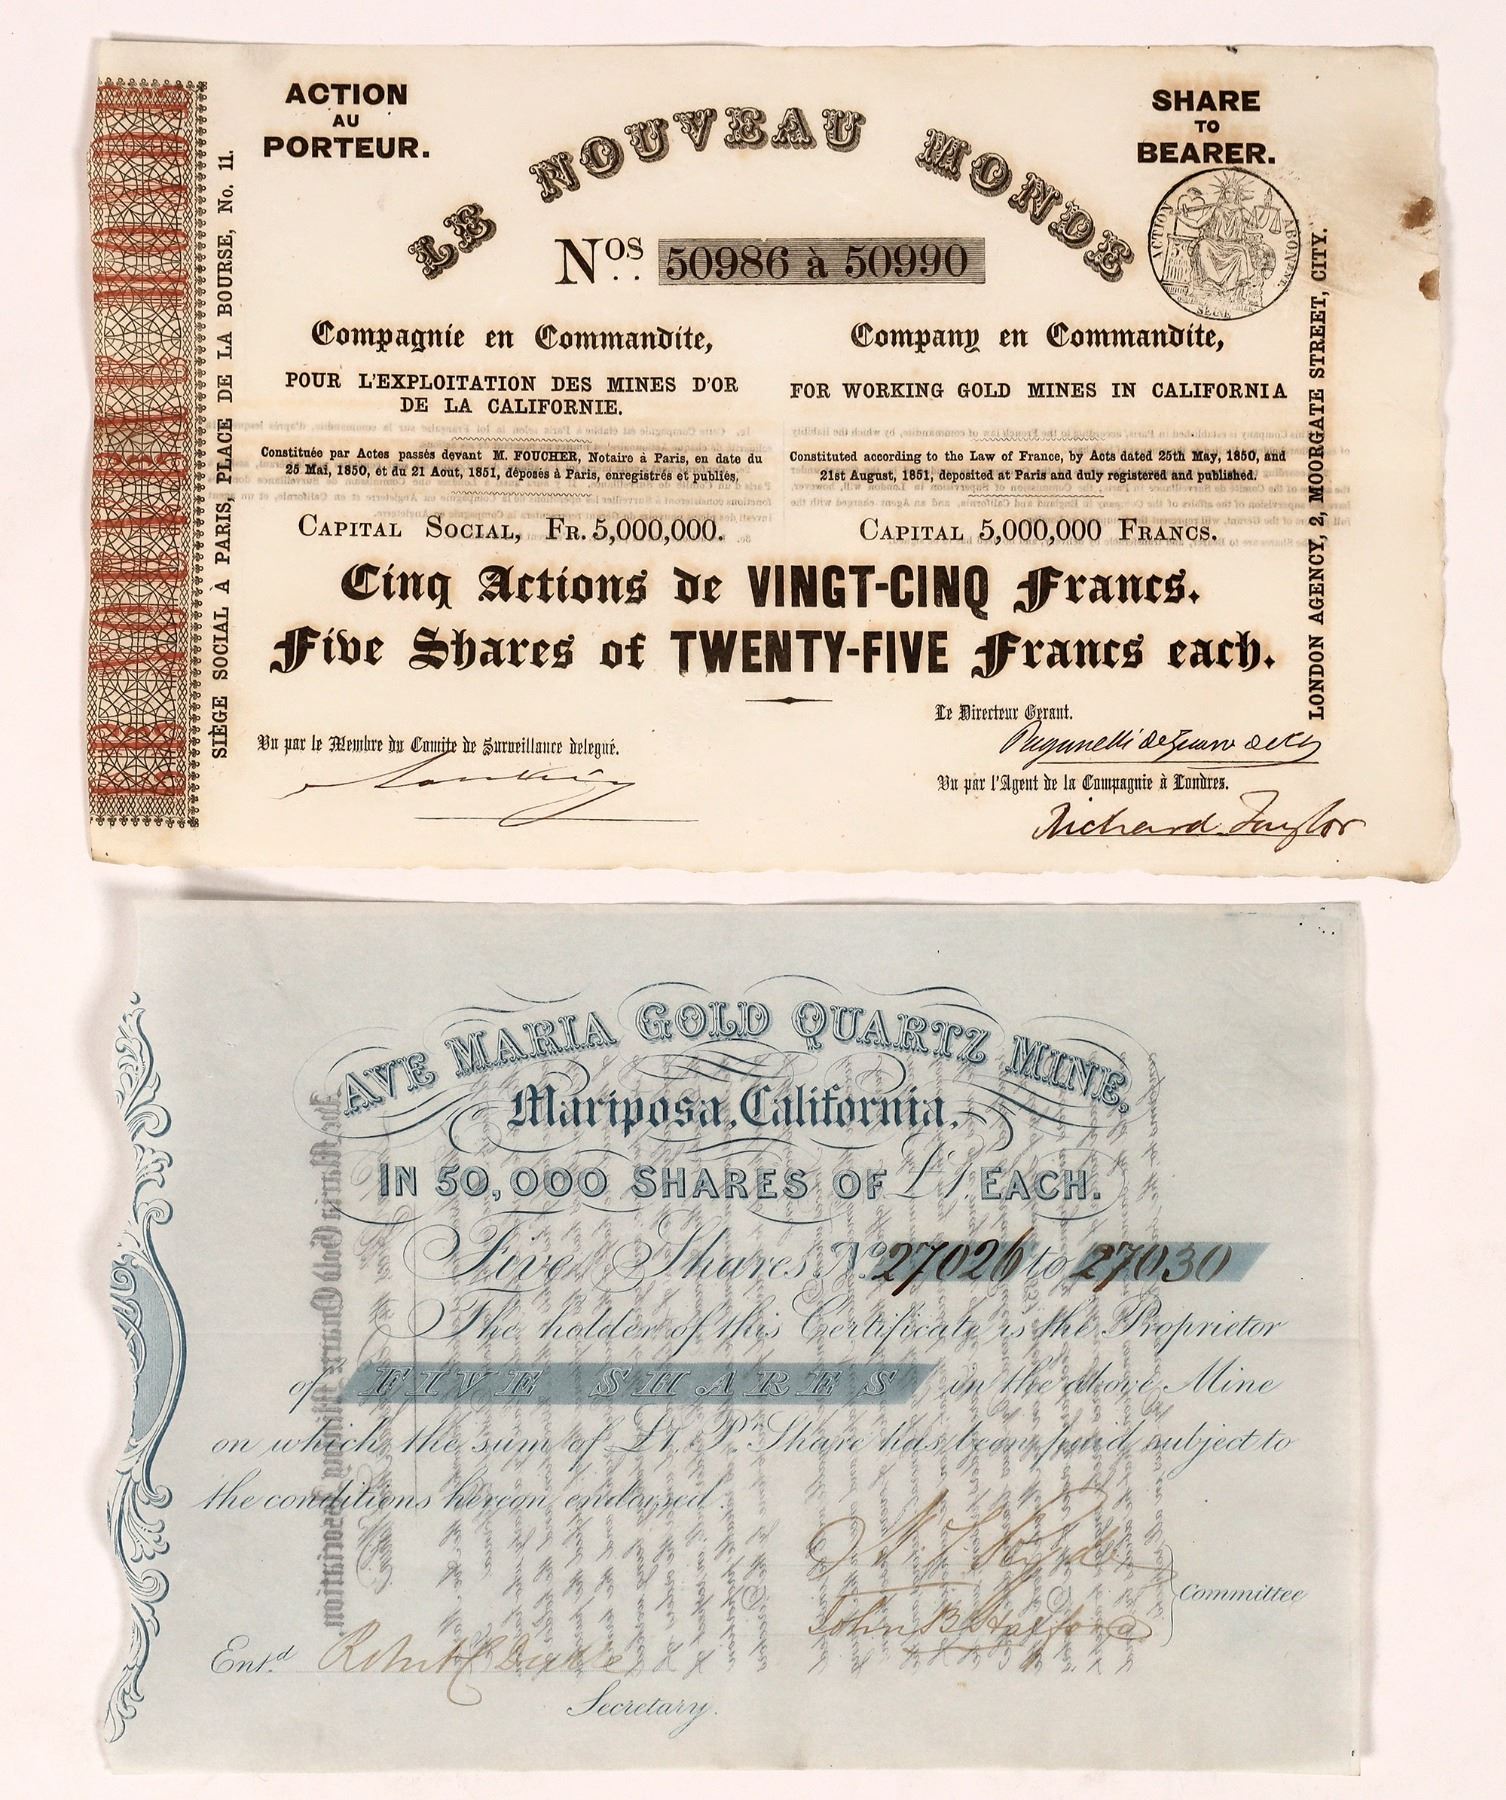 ACTION
AU
PORTEUR.
SHARE
TO
BEARER.
LE NOUVEAU MONDE
Nos 50986 à 50990
ACTION
ABONNEMT
SEINE
SIÈGE SOCIAL À PARIS, PLACE DE LA BOURSE, No. 11.
LONDON AGENCY, 2, MOORGATE STREET, CITY.
Compagnie en Commandite,
POUR L'EXPLOITATION DES MINES D'OR
DE LA CALIFORNIE.
Constituée par Actes passés devant M. FOUCHER, Notaire à Paris, en date du
25 Mai, 1850, et du 21 Aout, 1851, déposés à Paris, enregistrés et publiés,
CAPITAL SOCIAL, FR. 5,000,000.
Company en Commandite,
FOR WORKING GOLD MINES IN CALIFORNIA
Constituted according to the Law of France, by Acts dated 25th May, 1850, and
21st August, 1851, deposited at Paris and duly registered and published.
CAPITAL 5,000,000 FRANCS.
Cinq Actions de VINGT-CINQ Francs.
Five Shares of TWENTY-FIVE Francs each.
Vu par le Membre du Comite de Surveillance delegué.
Le Directeur Gerant.
Vu par l'Agent de la Compagnie à Londres.
Richard Taylor
AVE MARIA GOLD QUARTZ MINE,
Mariposa, California,
IN 50,000 SHARES OF £1 EACH.
Five Shares No 27026 to 27030
The holder of this Certificate is the Proprietor
of FIVE SHARES in the above Mine
on which the sum of £1 Pr Share has been paid subject to
the conditions hereon endorsed.
John B Stafford
Committee
Entd
Secretary.